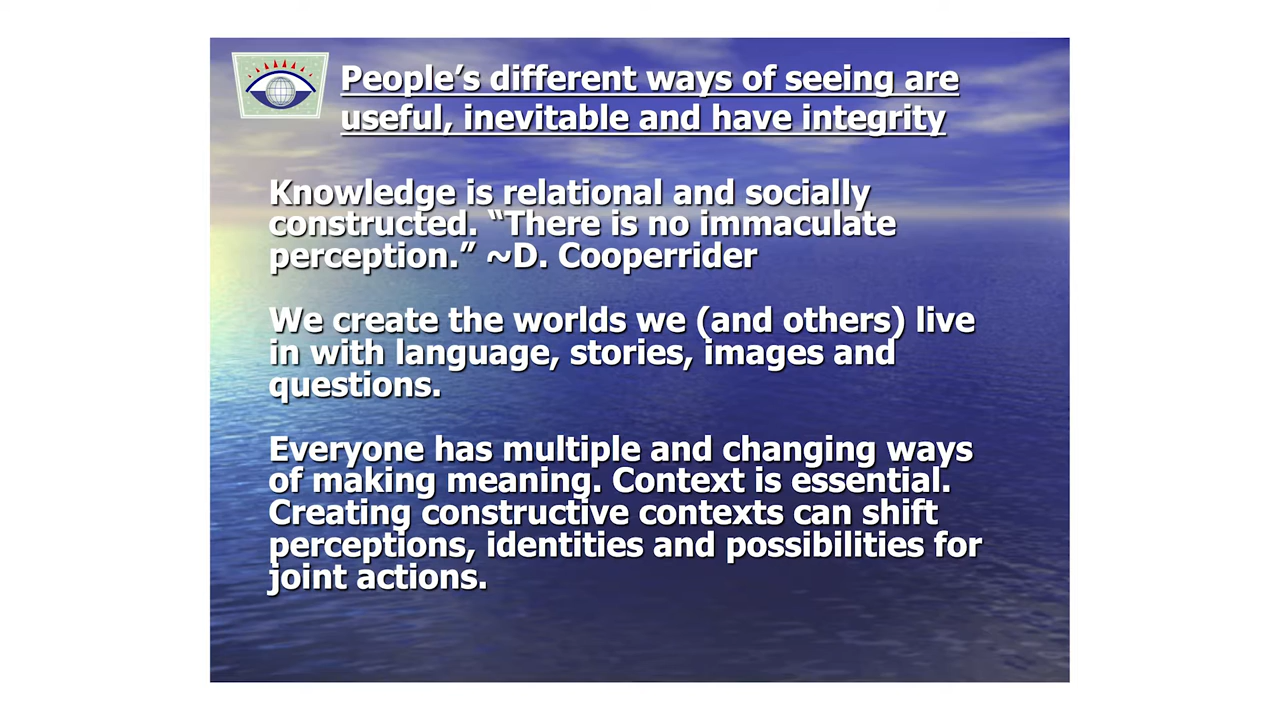 People’s different ways of seeing are
useful, inevitable and have integrity
Knowledge is relational and socially
constructed. “There is no immaculate
perception.” ~D. Cooperrider
We create the worlds we (and others) live
in with language, stories, images and
questions.
Everyone has multiple and changing ways
of making meaning. Context is essential.
Creating constructive contexts can shift
perceptions, identities and possibilities for
joint actions.